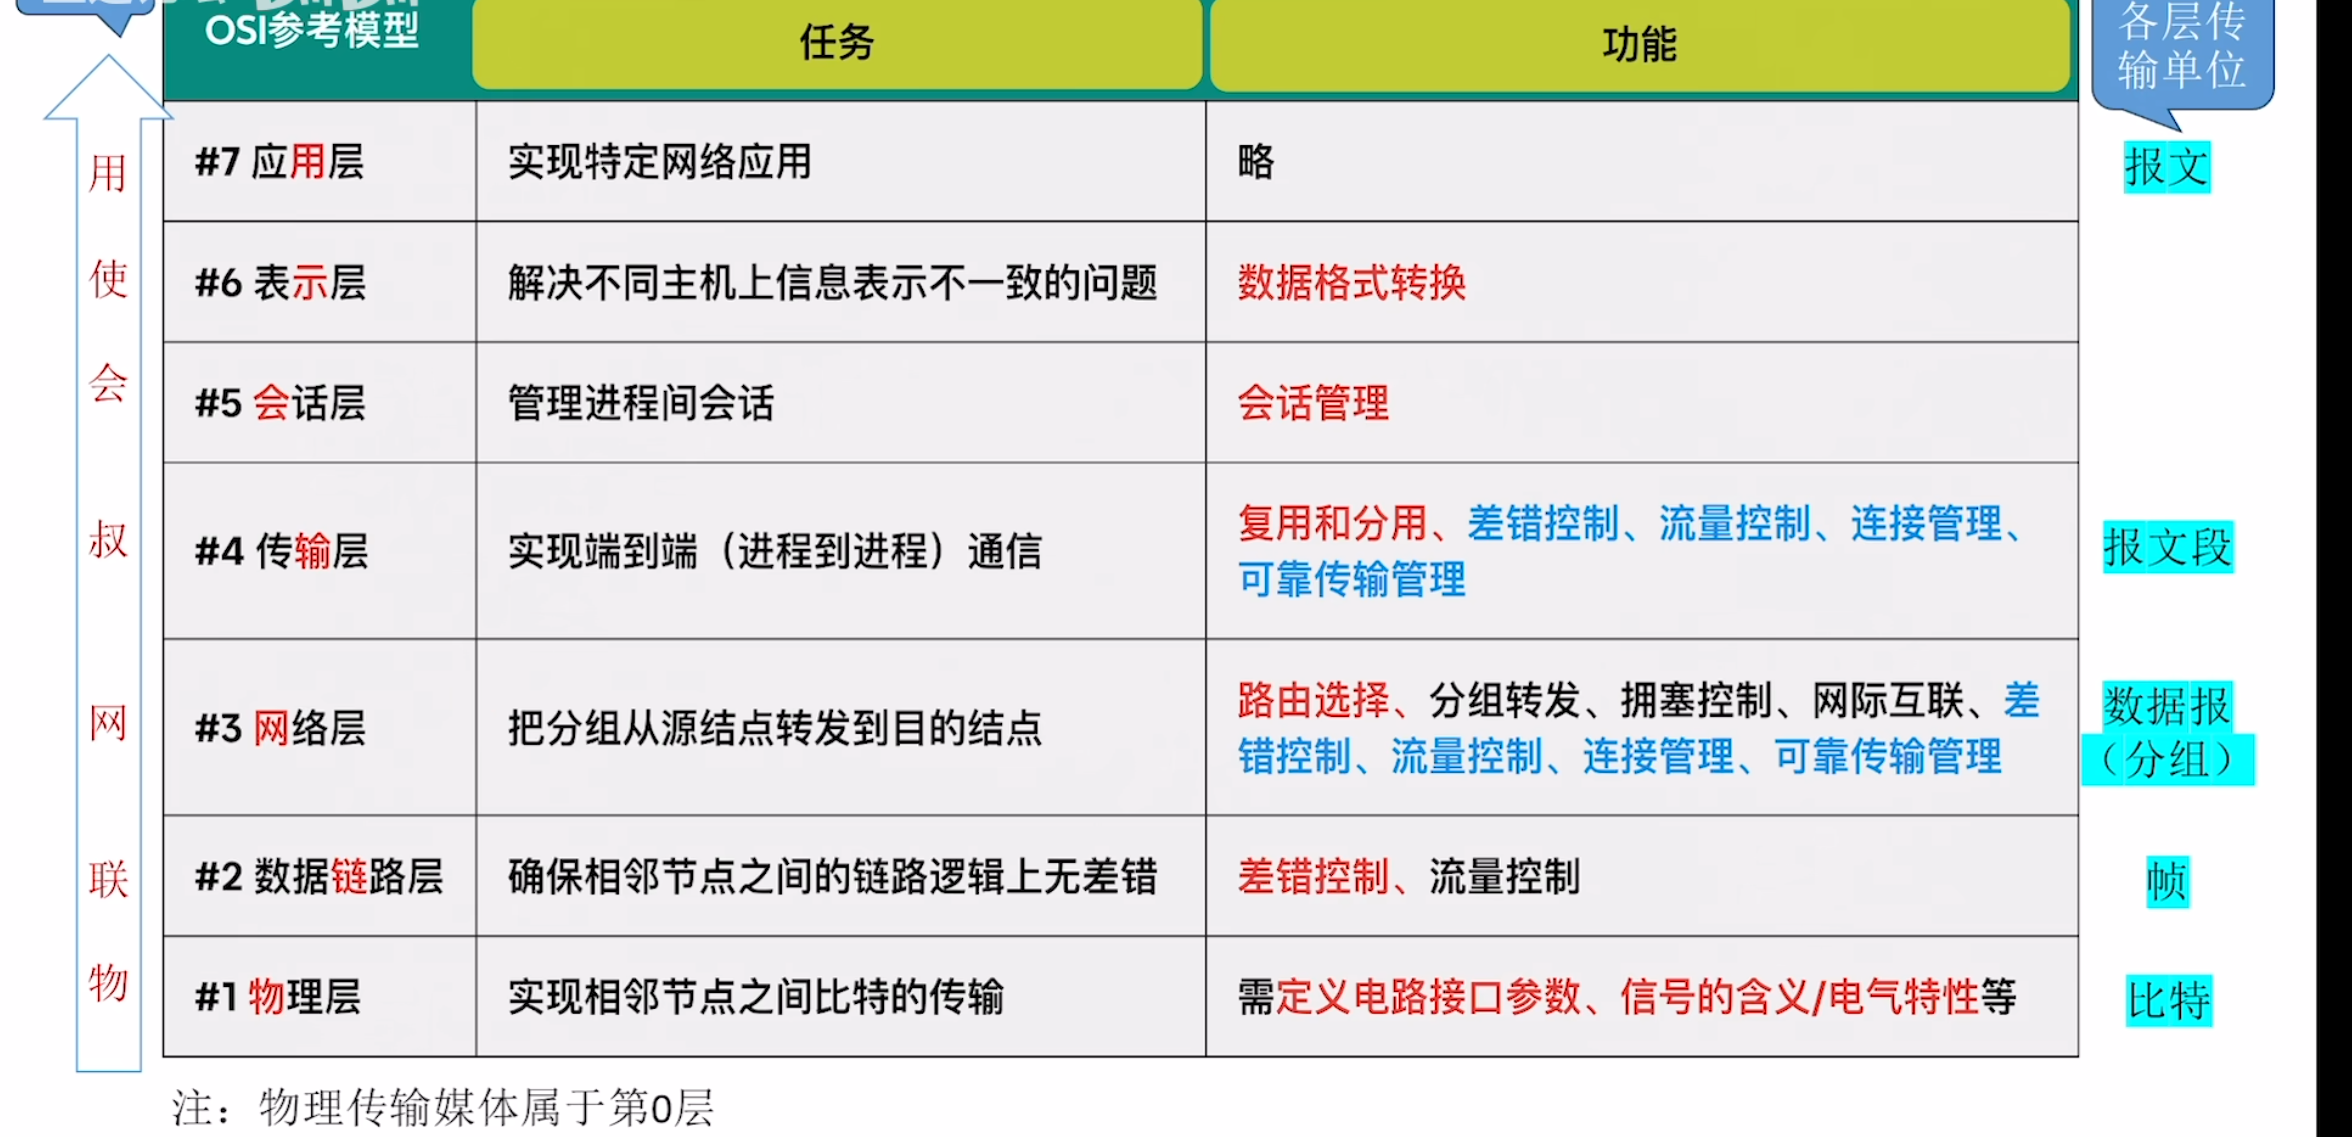 OSI参考模型
任务
功能
各层传
输单位
用
#7 应用层
实现特定网络应用
略
报文
使
#6 表示层
解决不同主机上信息表示不一致的问题
数据格式转换
会
#5 会话层
管理进程间会话
会话管理
叔
#4 传输层
实现端到端（进程到进程）通信
复用和分用、差错控制、流量控制、连接管理、
可靠传输管理
报文段
网
#3 网络层
把分组从源结点转发到目的结点
路由选择、分组转发、拥塞控制、网际互联、差
错控制、流量控制、连接管理、可靠传输管理
数据报
（分组）
联
#2 数据链路层
确保相邻节点之间的链路逻辑上无差错
差错控制、流量控制
帧
物
#1 物理层
实现相邻节点之间比特的传输
需定义电路接口参数、信号的含义/电气特性等
比特
注：物理传输媒体属于第0层